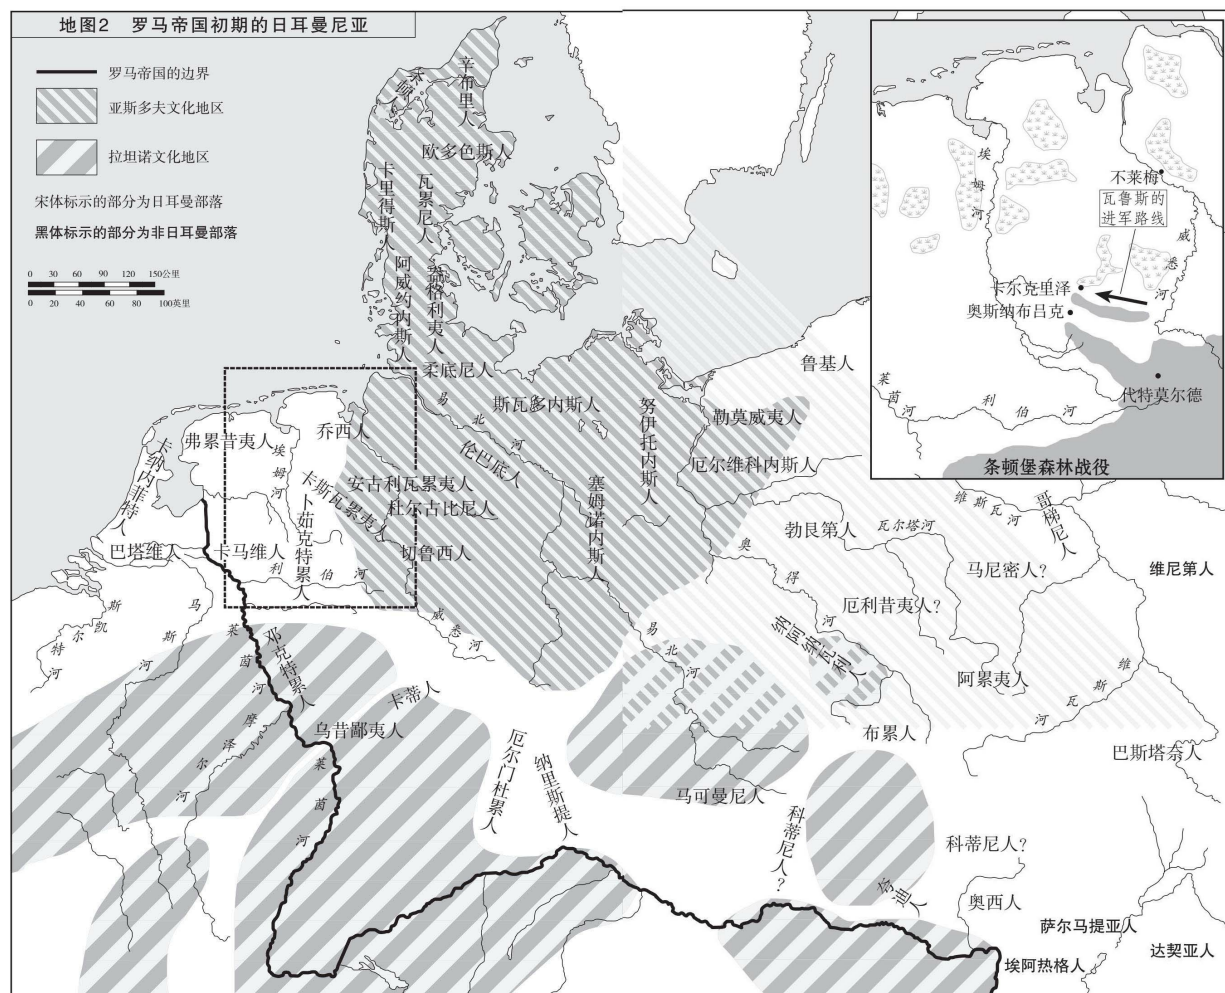 地图2 罗马帝国初期的日耳曼尼亚
罗马帝国的边界
亚斯多夫文化地区
拉坦诺文化地区
宋体标示的部分为日耳曼部落
黑体标示的部分为非日耳曼部落
0 30 60 90 120 150公里
0 20 40 60 80 100英里
辛布里人
欧多色斯人
卡里得斯人
瓦累尼人
阿威约内斯人
盎格利夷人
柔底尼人
易北河
斯瓦多内斯人
努伊托内斯人
鲁基人
勒莫威夷人
厄尔维科内斯人
伦巴底人
塞姆诺内斯人
卡纳内菲特人
弗累昔夷人
乔西人
埃姆河
卡斯瓦累夷人
安古利瓦累夷人
杜尔古比尼人
卜茹克特累人
切鲁西人
巴塔维人
卡马维人
利伯河
威悉河
斯凯尔特河
马斯河
莱茵河
邓克特累人
摩泽尔河
乌昔鄙夷人
卡蒂人
莱茵河
厄尔门杜累人
纳里斯提人
易北河
马可曼尼人
勃艮第人
瓦尔塔河
奥得河
维斯瓦河
哥梯尼人
马尼密人?
维尼第人
厄利昔夷人?
纳阿纳瓦利人
阿累夷人
维斯瓦河
布累人
巴斯塔奈人
科蒂尼人?
科蒂尼人?
夸迪人
奥西人
萨尔马提亚人
埃阿热格人
达契亚人
埃姆河
不莱梅
瓦鲁斯的
进军路线
威悉河
卡尔克里泽
奥斯纳布吕克
代特莫尔德
莱茵河
利伯河
条顿堡森林战役